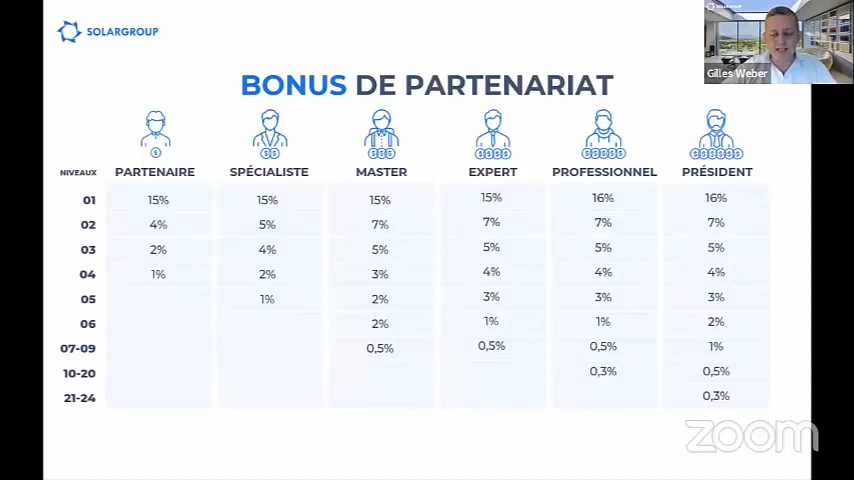 SOLARGROUP
Gilles Weber
BONUS DE PARTENARIAT
NIVEAUX PARTENAIRE SPÉCIALISTE MASTER EXPERT PROFESSIONNEL PRÉSIDENT
01 15% 15% 15% 15% 16% 16%
02 4% 5% 7% 7% 7% 7%
03 2% 4% 5% 5% 5% 5%
04 1% 2% 3% 4% 4% 4%
05 1% 2% 3% 3% 3%
06 2% 1% 1% 2%
07-09 0,5% 0,5% 0,5% 1%
10-20 0,3% 0,5%
21-24 0,3%
zoom